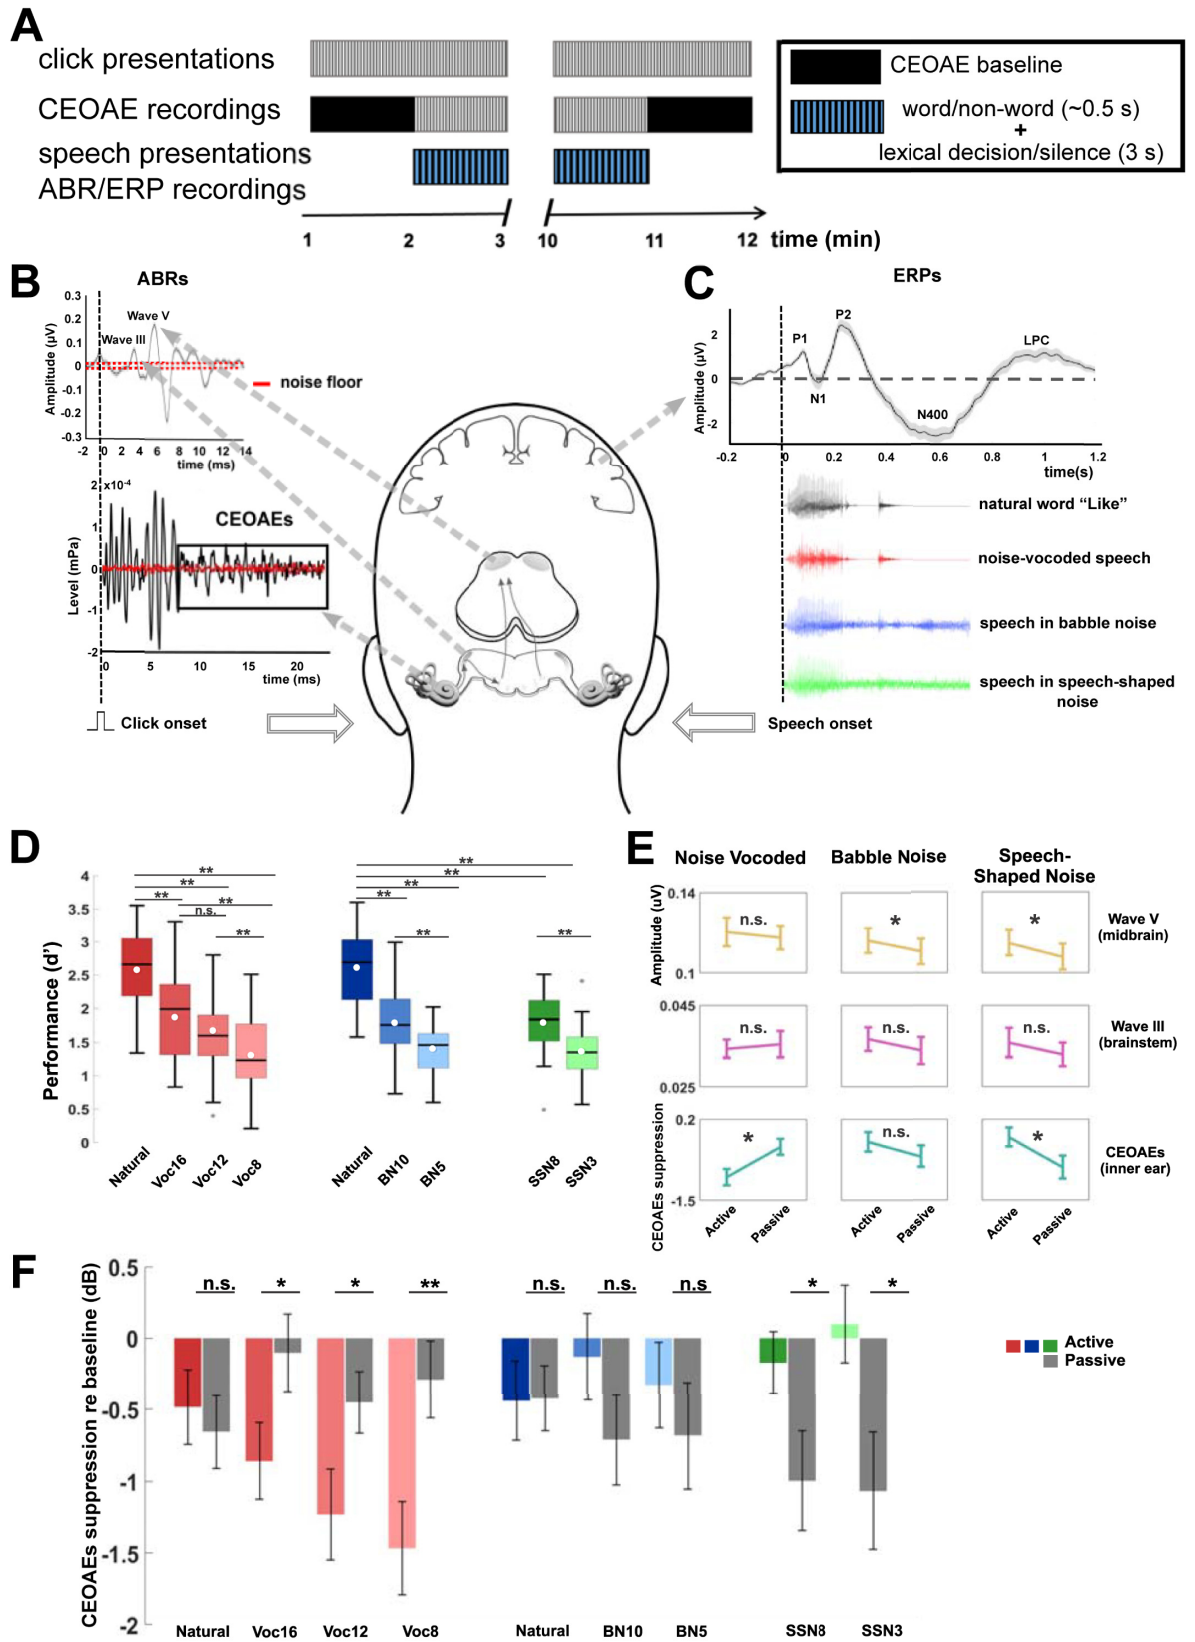 A
click presentations
CEOAE recordings
speech presentations
ABR/ERP recordings
1 2 3 10 11 12 time (min)
CEOAE baseline
word/non-word (~0.5 s)
+
lexical decision/silence (3 s)
B
ABRs
Amplitude (µV)
0.3
0.2
0.1
0
-0.1
-0.2
-0.3
Wave V
Wave III
noise floor
-2 0 2 4 6 8 10 12 14
time (ms)
x10⁻⁴
CEOAEs
Level (mPa)
2
1
0
-1
-2
0 5 10 15 20
time (ms)
Click onset
C
ERPs
Amplitude (µV)
2
0
-2
P1
N1
P2
N400
LPC
-0.2 0 0.2 0.4 0.6 0.8 1 1.2
time(s)
natural word “Like”
noise-vocoded speech
speech in babble noise
speech in speech-shaped
noise
Speech onset
D
Performance (d')
4
3.5
3
2.5
2
1.5
1
0.5
0
**
**
** **
n.s.
**
**
**
**
**
**
**
Natural Voc16 Voc12 Voc8
Natural BN10 BN5
SSN8 SSN3
E
Noise Vocoded Babble Noise Speech-
Shaped Noise
Amplitude (uV)
0.14
0.1
n.s. * *
Wave V
(midbrain)
0.045
0.025
n.s. n.s. n.s.
Wave III
(brainstem)
CEOAEs suppression
0.2
-1.5
* n.s. *
CEOAEs
(inner ear)
Active Passive Active Passive Active Passive
F
CEOAEs suppression re baseline (dB)
0.5
0
-0.5
-1
-1.5
-2
n.s. * * ** n.s. n.s. n.s * *
Active
Passive
Natural Voc16 Voc12 Voc8 Natural BN10 BN5 SSN8 SSN3